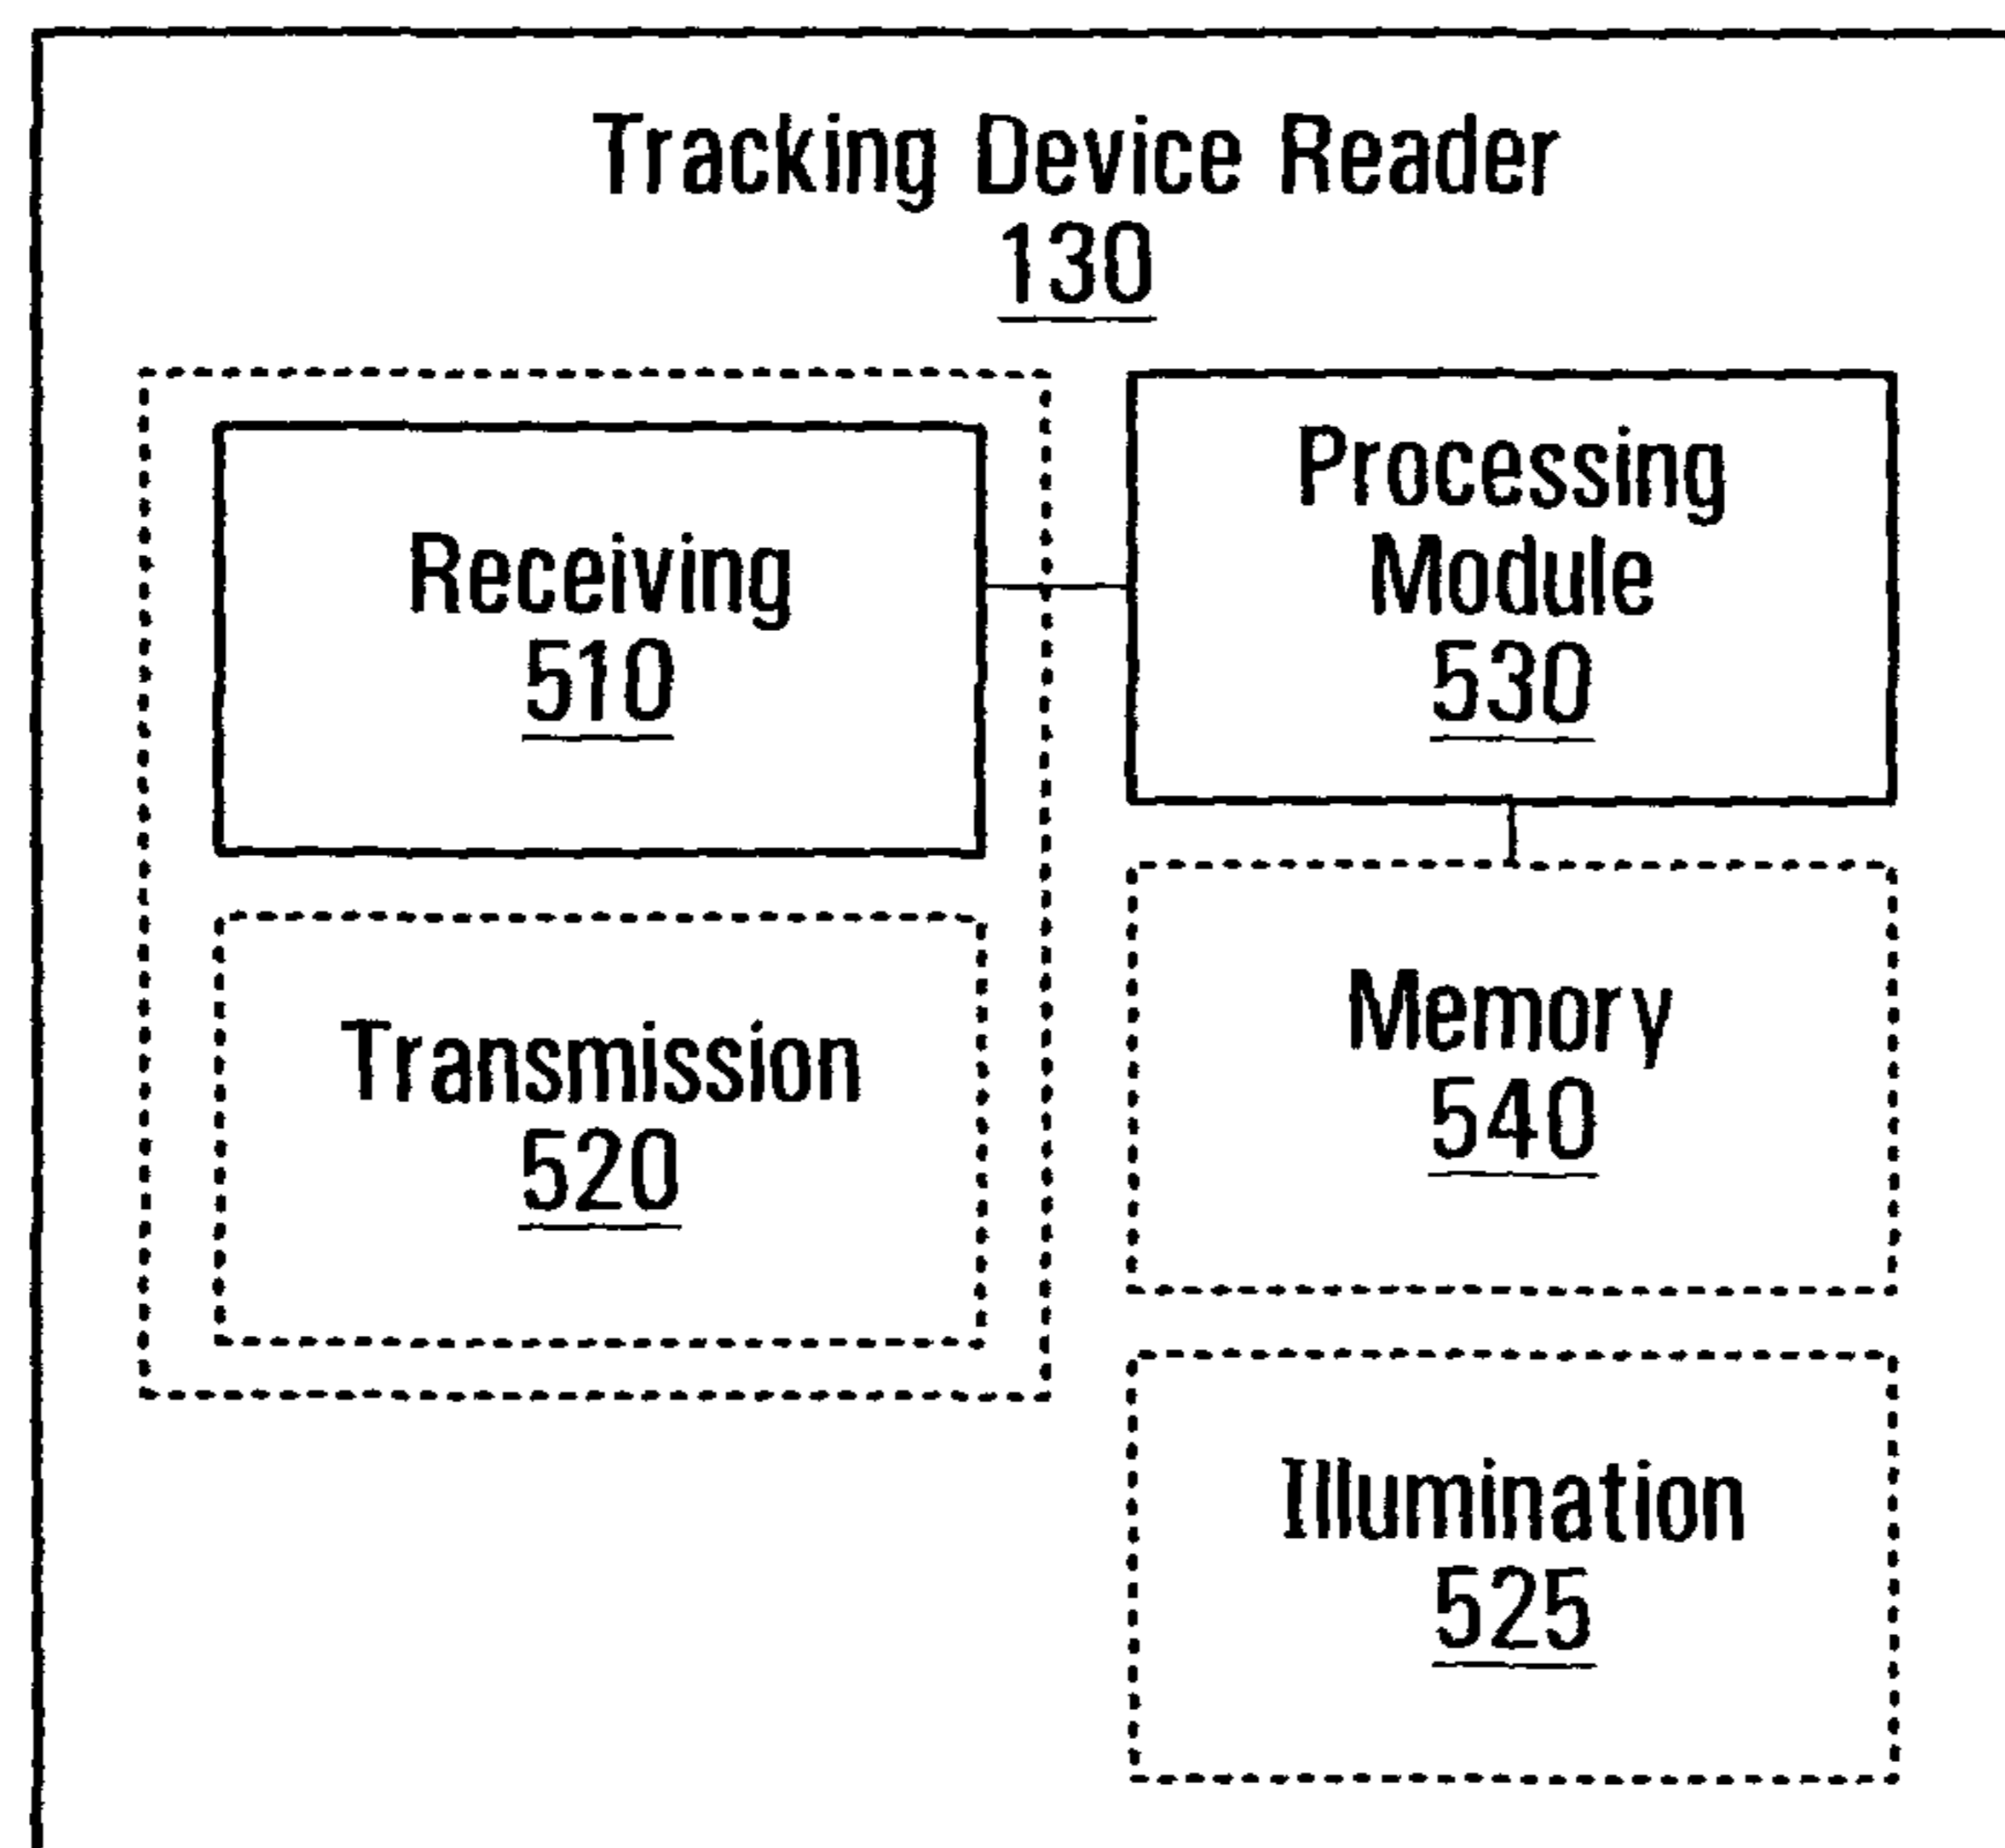 Tracking Device Reader
130
Receiving
510
Processing
Module
530
Transmission
520
Memory
540
Illumination
525